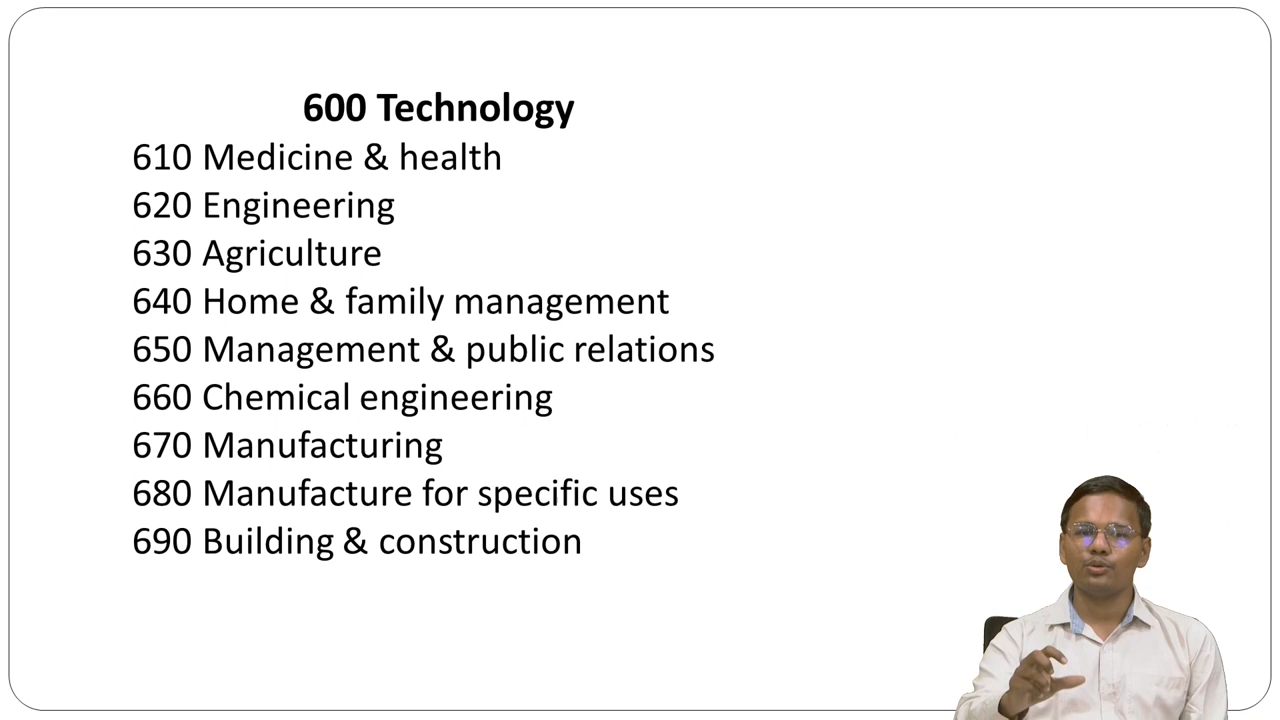 600 Technology
610 Medicine & health
620 Engineering
630 Agriculture
640 Home & family management
650 Management & public relations
660 Chemical engineering
670 Manufacturing
680 Manufacture for specific uses
690 Building & construction